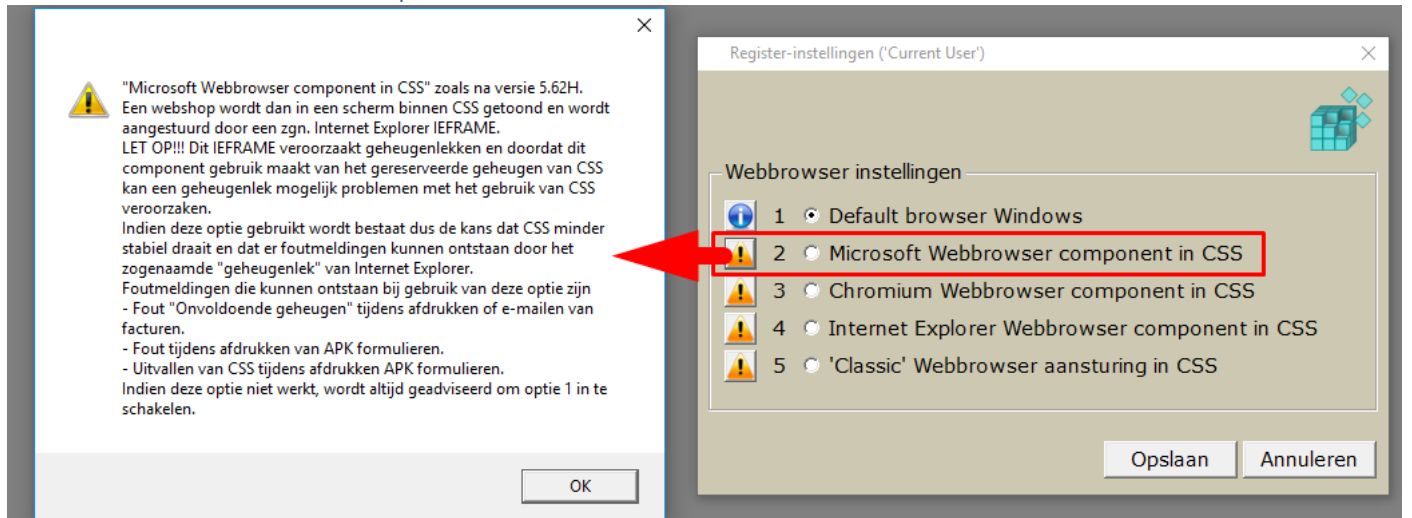 "Microsoft Webbrowser component in CSS" zoals na versie 5.62H.
Een webshop wordt dan in een scherm binnen CSS getoond en wordt
aangestuurd door een zgn. Internet Explorer IEFRAME.
LET OP!!! Dit IEFRAME veroorzaakt geheugenlekken en doordat dit
component gebruik maakt van het gereserveerde geheugen van CSS
kan een geheugenlek mogelijk problemen met het gebruik van CSS
veroorzaken.
Indien deze optie gebruikt wordt bestaat dus de kans dat CSS minder
stabiel draait en dat er foutmeldingen kunnen ontstaan door het
zogenaamde "geheugenlek" van Internet Explorer.
Foutmeldingen die kunnen ontstaan bij gebruik van deze optie zijn
- Fout "Onvoldoende geheugen" tijdens afdrukken of e-mailen van
facturen.
- Fout tijdens afdrukken van APK formulieren.
- Uitvallen van CSS tijdens afdrukken APK formulieren.
Indien deze optie niet werkt, wordt altijd geadviseerd om optie 1 in te
schakelen.
OK
Register-instellingen ('Current User')
Webbrowser instellingen
1 Default browser Windows
2 Microsoft Webbrowser component in CSS
3 Chromium Webbrowser component in CSS
4 Internet Explorer Webbrowser component in CSS
5 'Classic' Webbrowser aansturing in CSS
Opslaan Annuleren